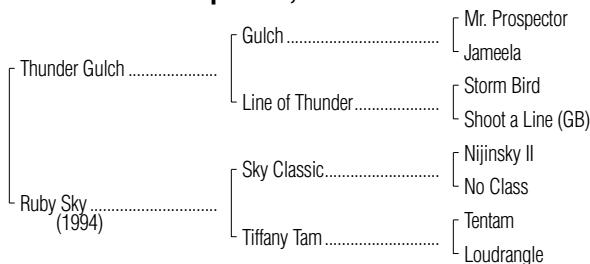 Mr. Prospector
Gulch
Jameela
Thunder Gulch
Storm Bird
Line of Thunder
Shoot a Line (GB)
Nijinsky II
Sky Classic
No Class
Ruby Sky
(1994)
Tentam
Tiffany Tam
Loudrangle